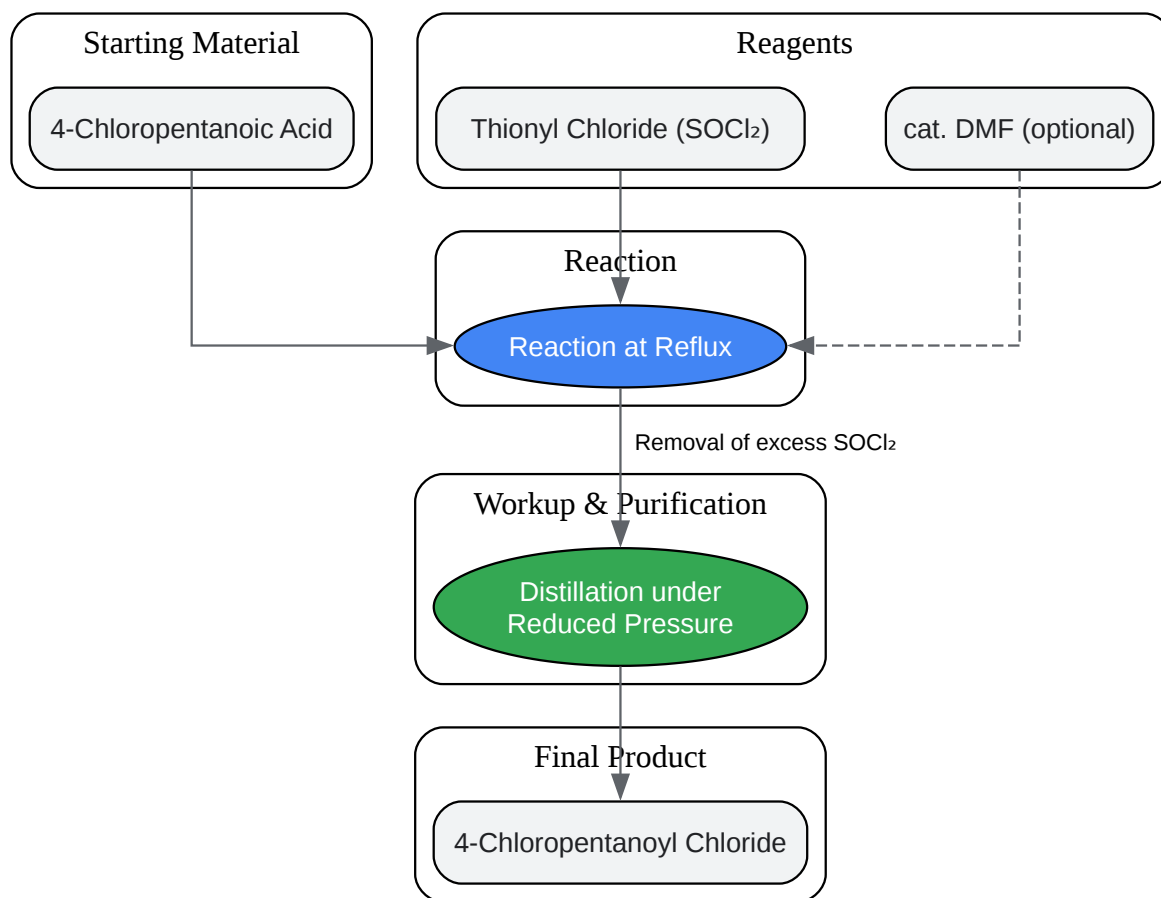 Starting Material
Reagents
4-Chloropentanoic Acid
Thionyl Chloride (SOCl₂)
cat. DMF (optional)
Reaction
Reaction at Reflux
Removal of excess SOCl₂
Workup & Purification
Distillation under
Reduced Pressure
Final Product
4-Chloropentanoyl Chloride